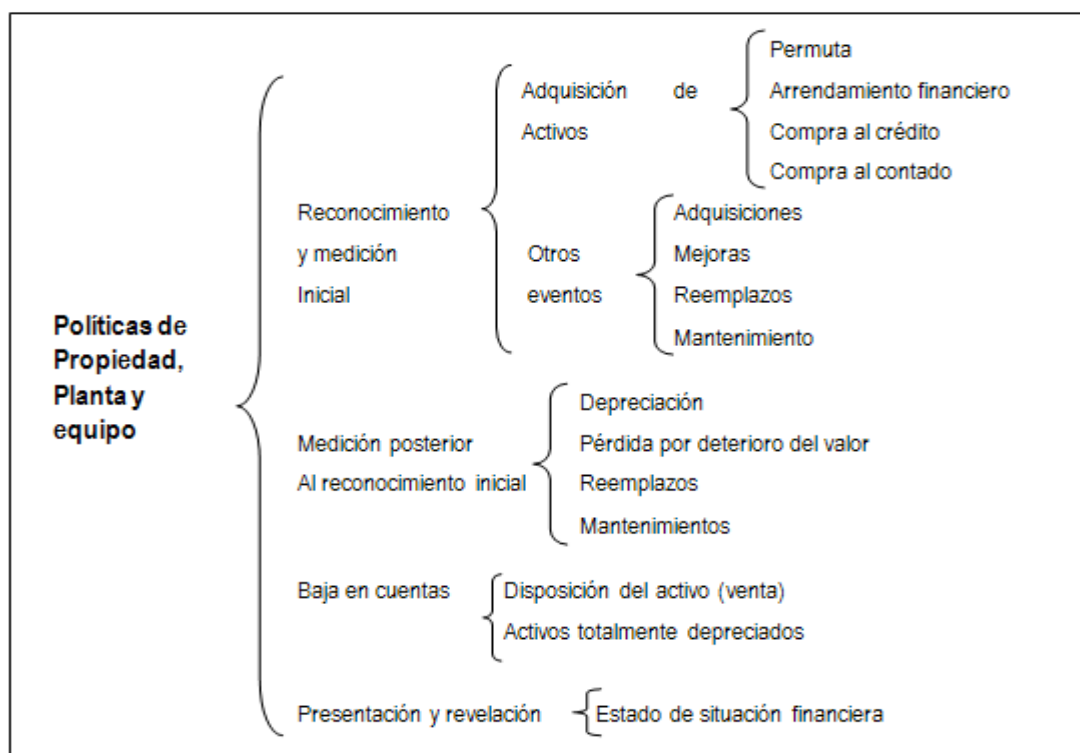 Políticas de
Propiedad,
Planta y
equipo
Reconocimiento
y medición
Inicial
Adquisición de
Activos
Permuta
Arrendamiento financiero
Compra al crédito
Compra al contado
Otros
eventos
Adquisiciones
Mejoras
Reemplazos
Mantenimiento
Medición posterior
Al reconocimiento inicial
Depreciación
Pérdida por deterioro del valor
Reemplazos
Mantenimientos
Baja en cuentas
Disposición del activo (venta)
Activos totalmente depreciados
Presentación y revelación
Estado de situación financiera